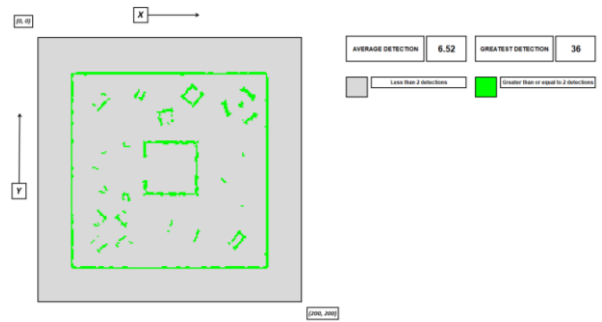 X
[0, 0]
AVERAGE DETECTION 6.52 GREATEST DETECTION 36
Less than 2 detections Greater than or equal to 2 detections
Y
[200, 200]